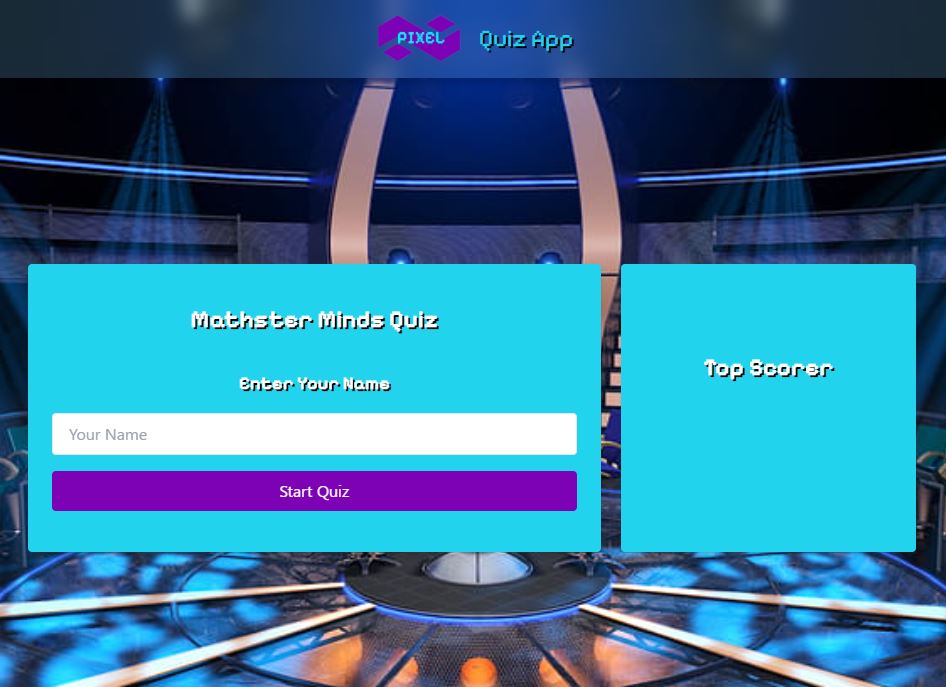 PIXEL
Quiz App
Mathster Minds Quiz
Enter Your Name
Your Name
Start Quiz
Top Scorer